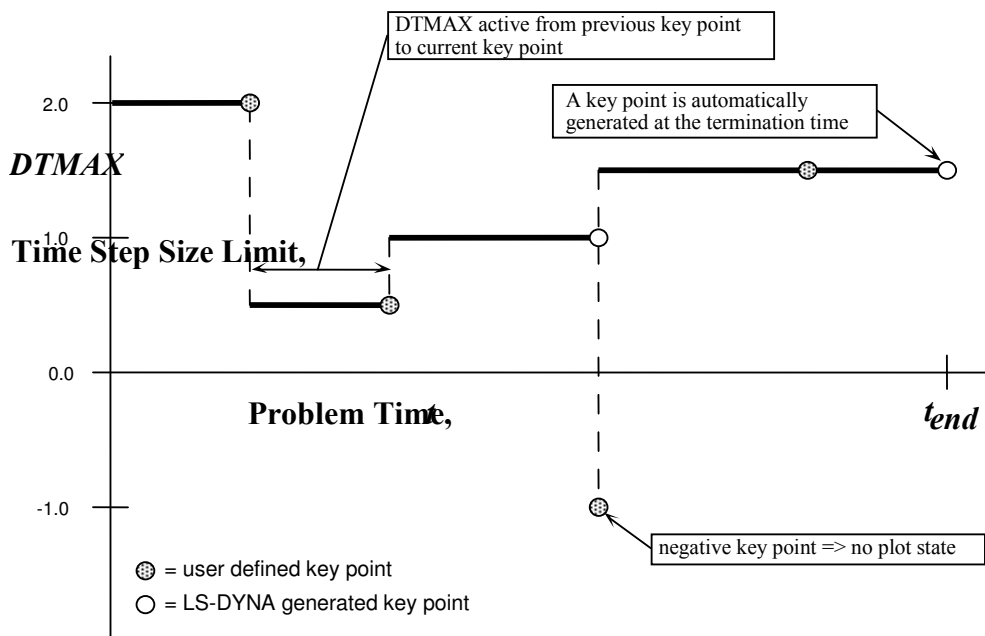 DTMAX active from previous key point
to current key point
A key point is automatically
generated at the termination time
2.0
DTMAX
1.0
Time Step Size Limit,
0.0
Problem Time, t
t end
-1.0
negative key point => no plot state
= user defined key point
= LS-DYNA generated key point